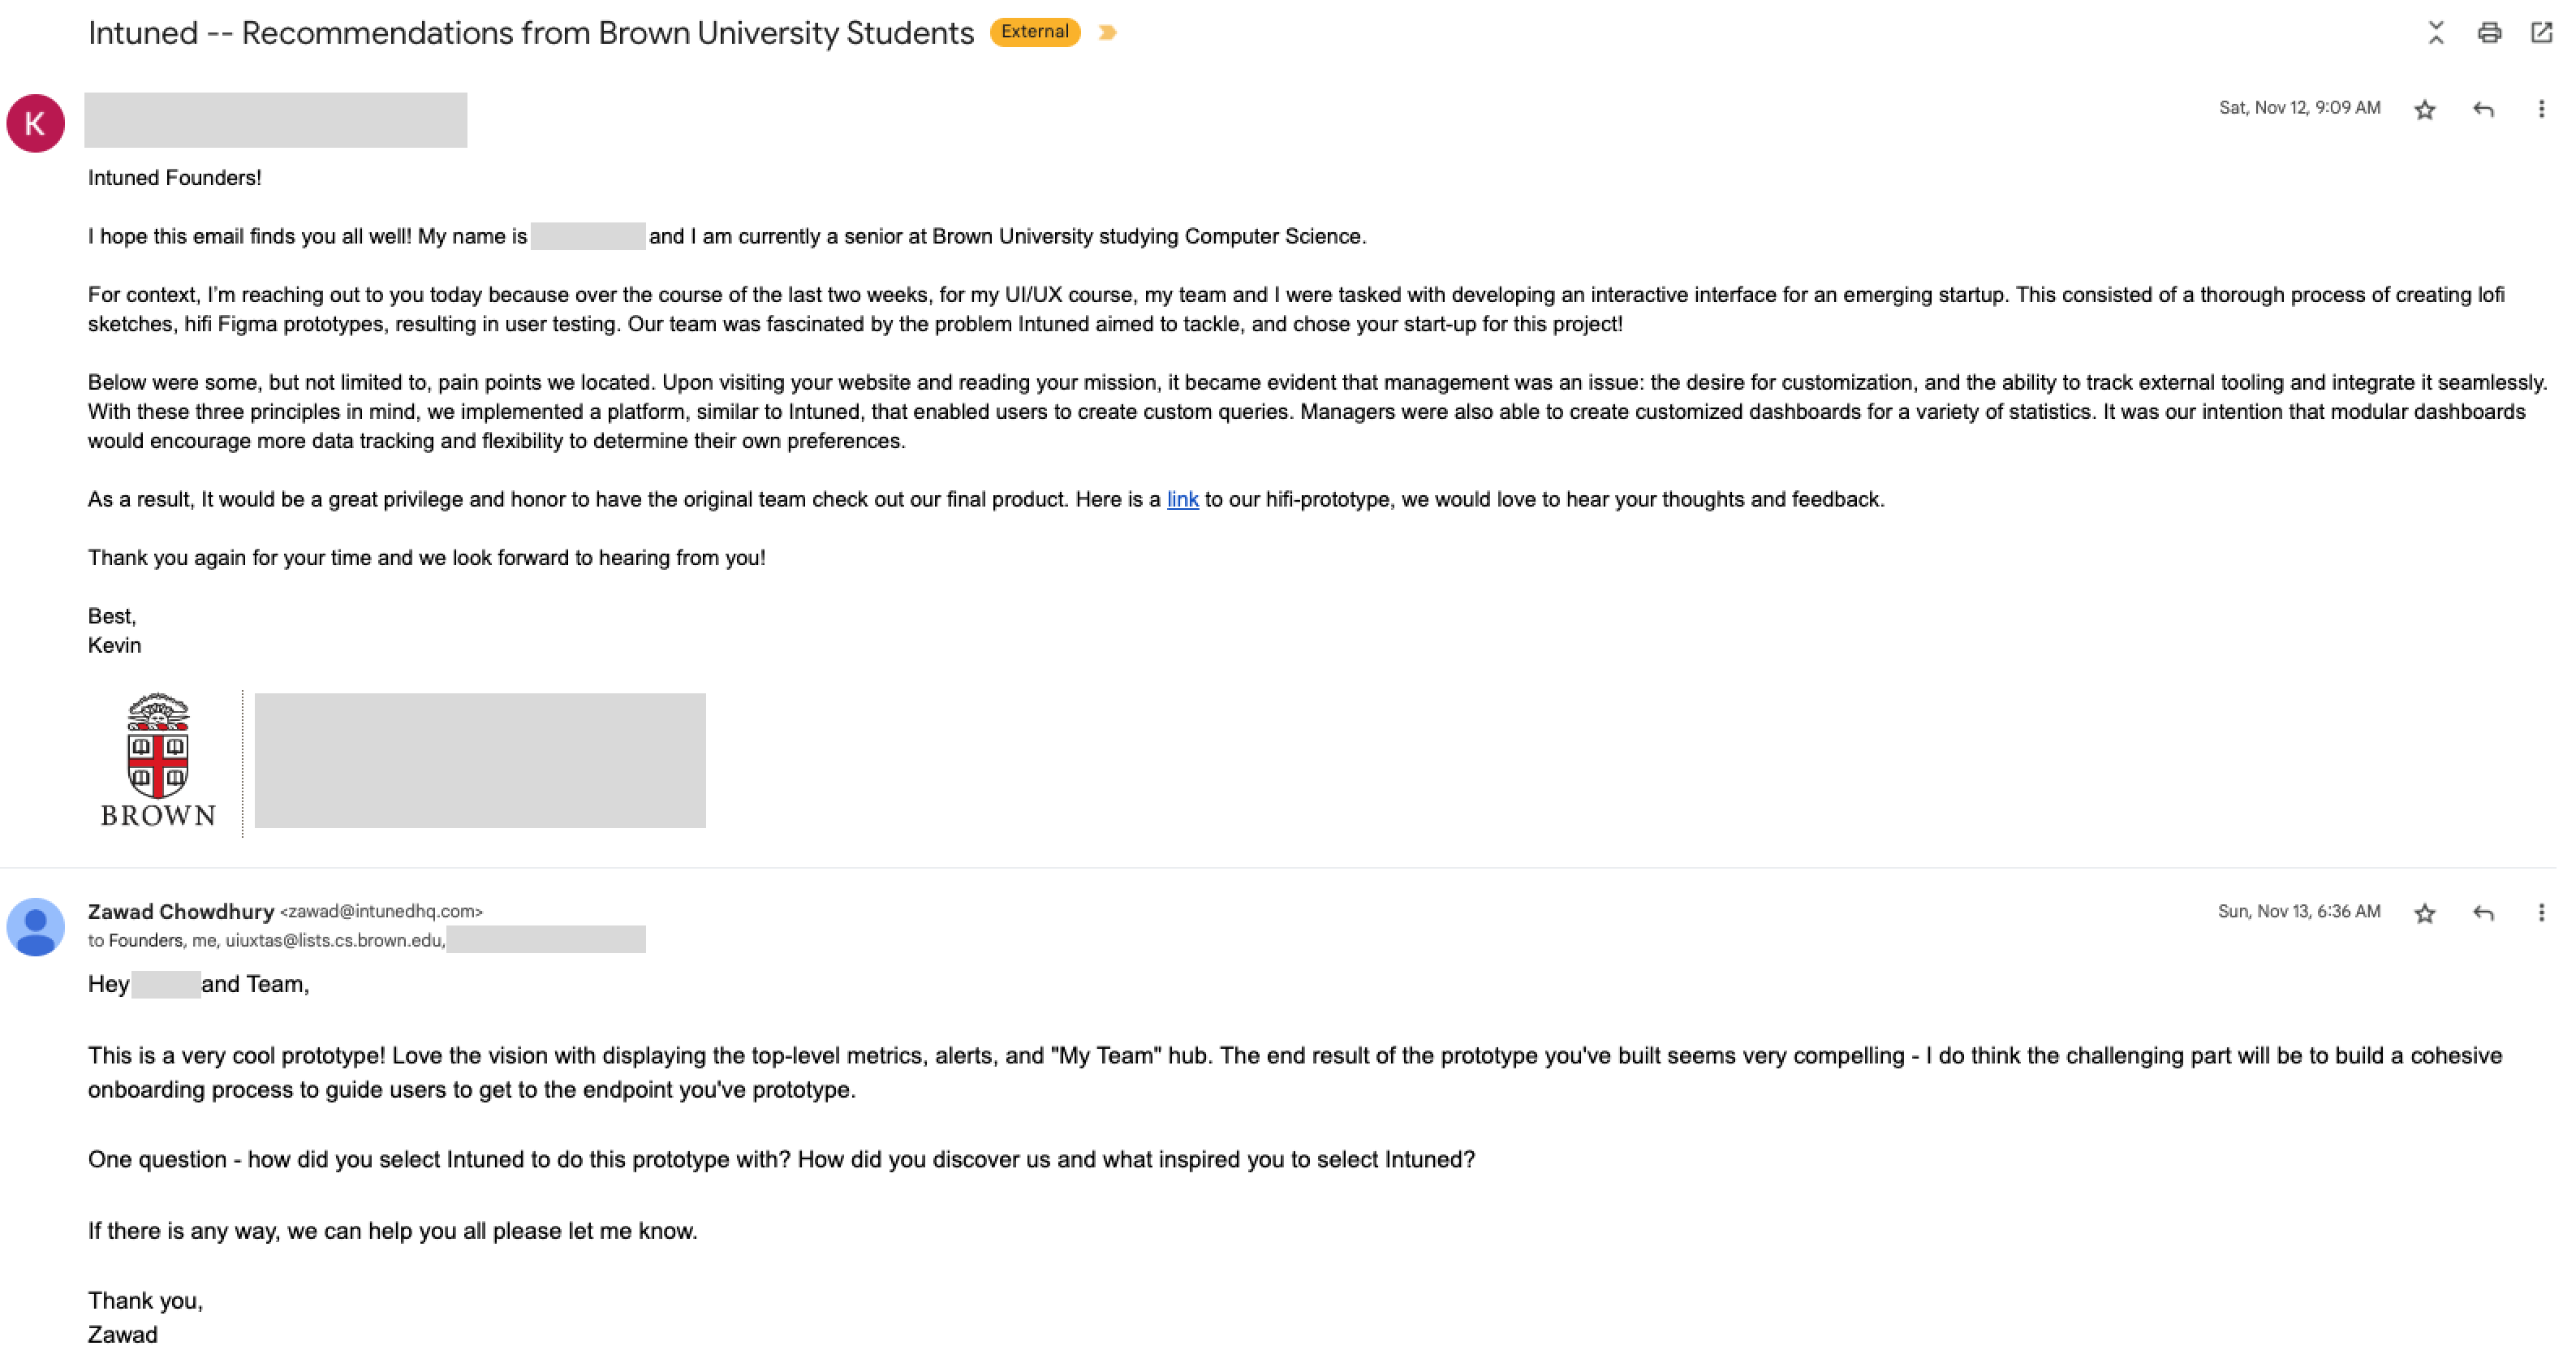 Intuned -- Recommendations from Brown University Students External
K
Sat, Nov 12, 9:09 AM
Intuned Founders!
I hope this email finds you all well! My name is and I am currently a senior at Brown University studying Computer Science.
For context, I'm reaching out to you today because over the course of the last two weeks, for my UI/UX course, my team and I were tasked with developing an interactive interface for an emerging startup. This consisted of a thorough process of creating lofi
sketches, hifi Figma prototypes, resulting in user testing. Our team was fascinated by the problem Intuned aimed to tackle, and chose your start-up for this project!
Below were some, but not limited to, pain points we located. Upon visiting your website and reading your mission, it became evident that management was an issue: the desire for customization, and the ability to track external tooling and integrate it seamlessly.
With these three principles in mind, we implemented a platform, similar to Intuned, that enabled users to create custom queries. Managers were also able to create customized dashboards for a variety of statistics. It was our intention that modular dashboards
would encourage more data tracking and flexibility to determine their own preferences.
As a result, It would be a great privilege and honor to have the original team check out our final product. Here is a link to our hifi-prototype, we would love to hear your thoughts and feedback.
Thank you again for your time and we look forward to hearing from you!
Best,
Kevin
BROWN
Zawad Chowdhury <zawad@intunedhq.com>
Sun, Nov 13, 6:36 AM
to Founders, me, uiuxtas@lists.cs.brown.edu,
Hey and Team,
This is a very cool prototype! Love the vision with displaying the top-level metrics, alerts, and "My Team" hub. The end result of the prototype you've built seems very compelling - I do think the challenging part will be to build a cohesive
onboarding process to guide users to get to the endpoint you've prototype.
One question - how did you select Intuned to do this prototype with? How did you discover us and what inspired you to select Intuned?
If there is any way, we can help you all please let me know.
Thank you,
Zawad